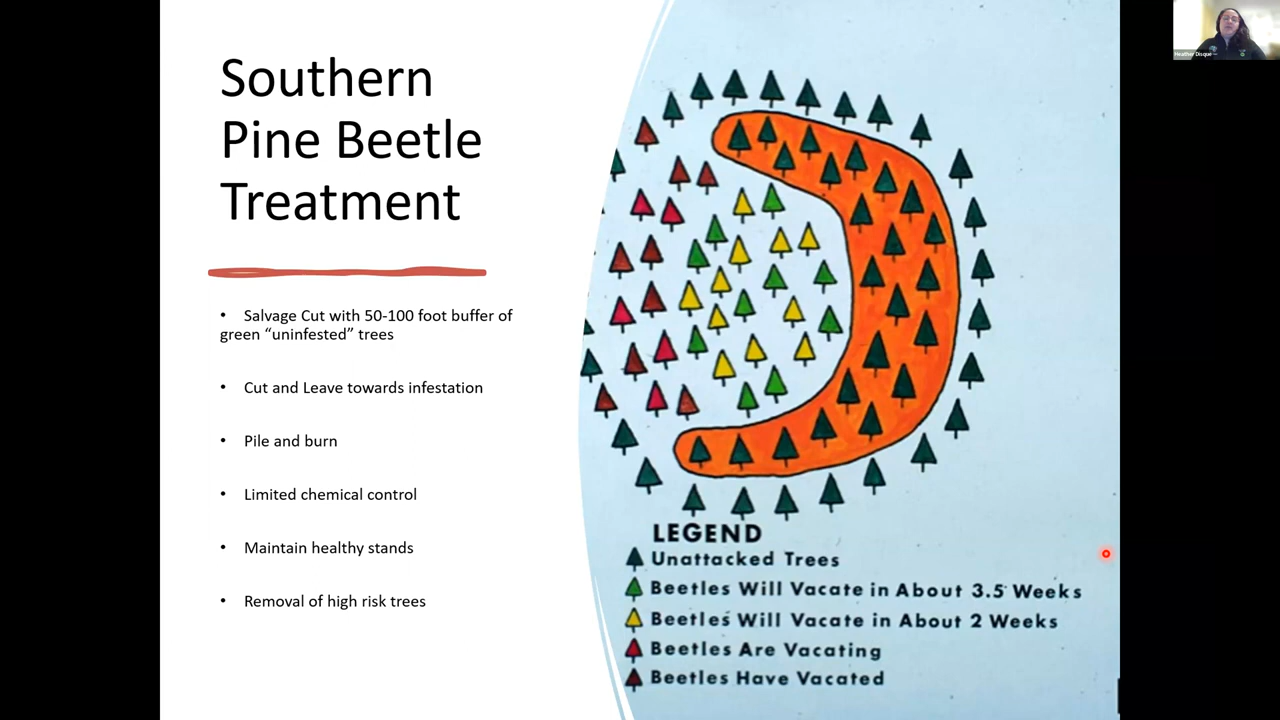 Southern
Pine Beetle
Treatment
• Salvage Cut with 50-100 foot buffer of
green “uninfested” trees
• Cut and Leave towards infestation
• Pile and burn
• Limited chemical control
• Maintain healthy stands
• Removal of high risk trees
LEGEND
Unattacked Trees
Beetles Will Vacate in About 3.5 Weeks
Beetles Will Vacate in About 2 Weeks
Beetles Are Vacating
Beetles Have Vacated
Heather Disque